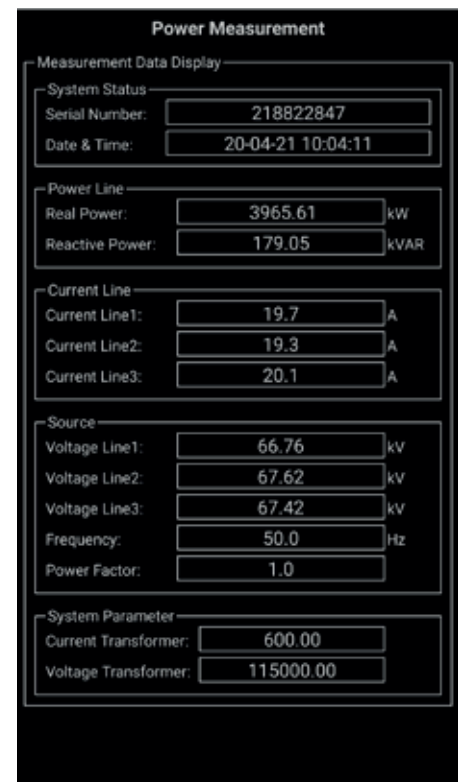 Power Measurement
Measurement Data Display
System Status
Serial Number: 218822847
Date & Time: 20-04-21 10:04:11
Power Line
Real Power: 3965.61 kW
Reactive Power: 179.05 kVAR
Current Line
Current Line1: 19.7 A
Current Line2: 19.3 A
Current Line3: 20.1 A
Source
Voltage Line1: 66.76 kV
Voltage Line2: 67.62 kV
Voltage Line3: 67.42 kV
Frequency: 50.0 Hz
Power Factor: 1.0
System Parameter
Current Transformer: 600.00
Voltage Transformer: 115000.00